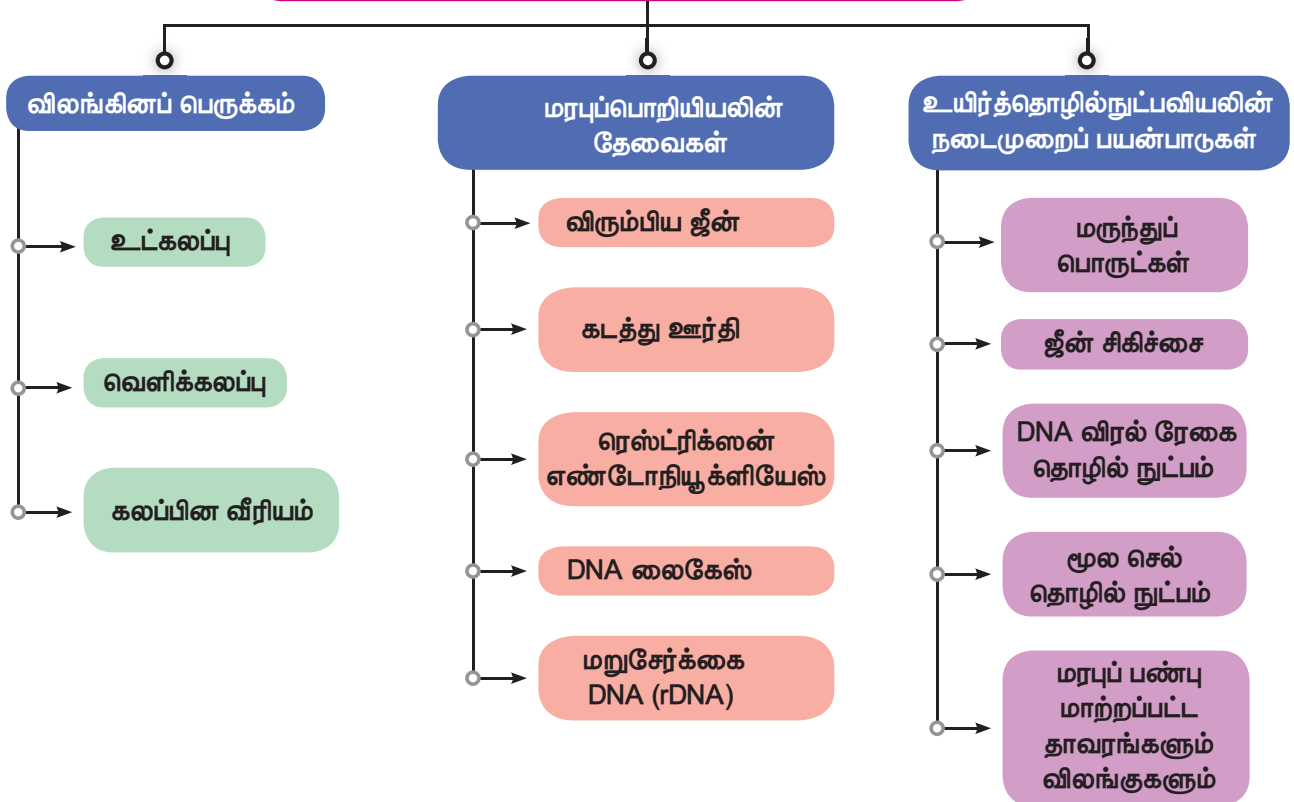 விலங்கினப் பெருக்கம்
உட்கலப்பு
வெளிக்கலப்பு
கலப்பின வீரியம்
மரபுப்பொறியியலின்
தேவைகள்
விரும்பிய ஜீன்
கடத்து ஊர்தி
ரெஸ்ட்ரிக்ஸன்
எண்டோநியூக்ளியேஸ்
DNA லைகேஸ்
மறுசேர்க்கை
DNA (rDNA)
உயிர்த்தொழில்நுட்பவியலின்
நடைமுறைப் பயன்பாடுகள்
மருந்துப்
பொருட்கள்
ஜீன் சிகிச்சை
DNA விரல் ரேகை
தொழில் நுட்பம்
மூல செல்
தொழில் நுட்பம்
மரபுப் பண்பு
மாற்றப்பட்ட
தாவரங்களும்
விலங்குகளும்